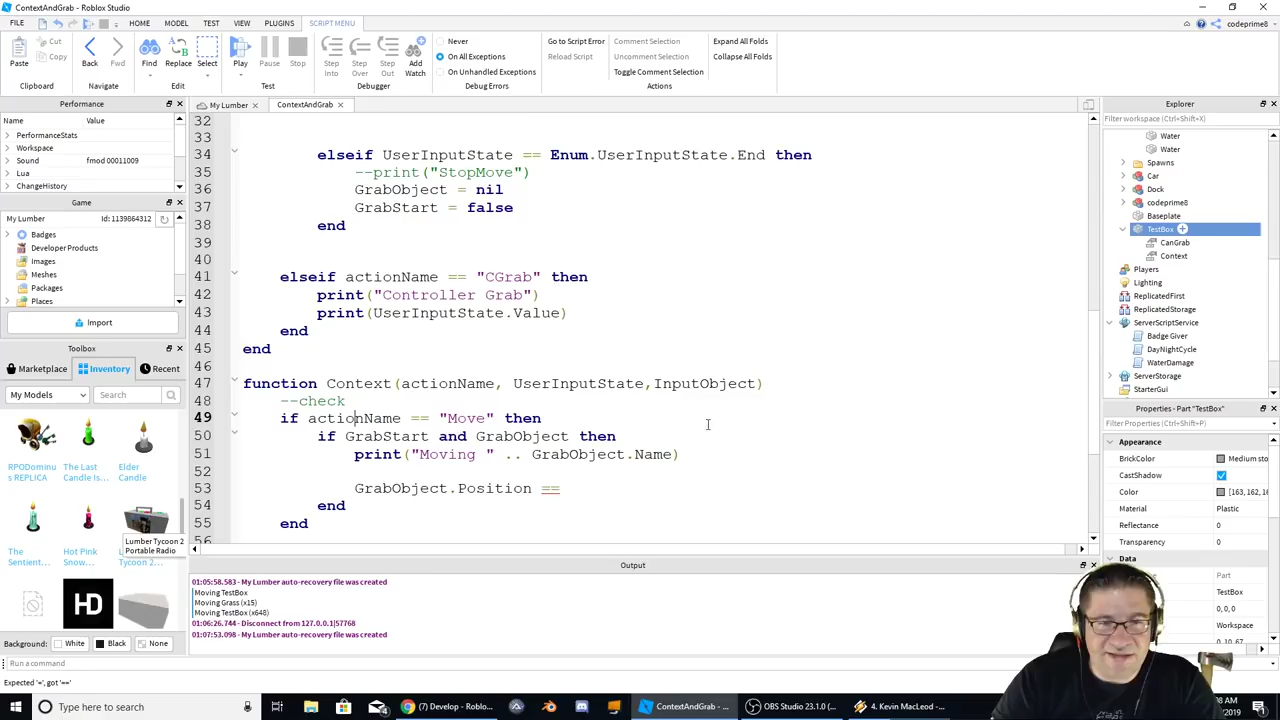 ContextAndGrab - Roblox Studio
FILE HOME MODEL TEST VIEW PLUGINS SCRIPT MENU codeprime8
Paste Cut Copy Back Fwd Find Replace Select Play Pause Stop Step Into Step Over Step Out Add Watch
Never
On All Exceptions
On Unhandled Exceptions
Go to Script Error
Reload Script
Comment Selection
Uncomment Selection
Toggle Comment Selection
Expand All Folds
Collapse All Folds
Clipboard Navigate Edit Test Debugger Debug Errors Actions
Performance
Name Value
PerformanceStats
Workspace
Sound fmod 00011009
Lua
ChangeHistory
Game
My Lumber Id: 1139864312
Badges
Developer Products
Images
Meshes
Packages
Places
Import
Toolbox
Marketplace Inventory Recent
My Models Search
RPODominus REPLICA
The Last Candle Is...
Elder Candle
The Sentient...
Hot Pink Snow...
Tycoon 2...
Lumber Tycoon 2 Portable Radio
HD
Background: White Black None
My Lumber ContextAndGrab
32
33
34 elseif UserInputState == Enum.UserInputState.End then
35 --print("StopMove")
36 GrabObject = nil
37 GrabStart = false
38 end
39
40
41 elseif actionName == "CGrab" then
42 print("Controller Grab")
43 print(UserInputState.Value)
44 end
45 end
46
47 function Context(actionName, UserInputState,InputObject)
48 --check
49 if actionName == "Move" then
50 if GrabStart and GrabObject then
51 print("Moving " .. GrabObject.Name)
52
53 GrabObject.Position ==
54 end
55 end
56
Output
01:05:58.583 - My Lumber auto-recovery file was created
Moving TestBox
Moving Grass (x15)
Moving TestBox (x648)
01:06:26.744 - Disconnect from 127.0.0.1|57768
01:07:53.098 - My Lumber auto-recovery file was created
Explorer
Filter workspace (Ctrl+Shift+X)
Water
Water
Spawns
Car
Dock
codeprime8
Baseplate
TestBox
CanGrab
Context
Players
Lighting
ReplicatedFirst
ReplicatedStorage
ServerScriptService
Badge Giver
DayNightCycle
WaterDamage
ServerStorage
StarterGui
Properties - Part "TestBox"
Filter Properties (Ctrl+Shift+P)
Appearance
BrickColor Medium sto
CastShadow
Color [163, 162, 1
Material Plastic
Reflectance 0
Transparency 0
Data
Part
TestBox
0, 0, 0
Workspace
Run a command
Expected '=', got '=='
Type here to search
(7) Develop - Roblo...
ContextAndGrab - ...
OBS Studio 23.1.0 (...
4. Kevin MacLeod - ...